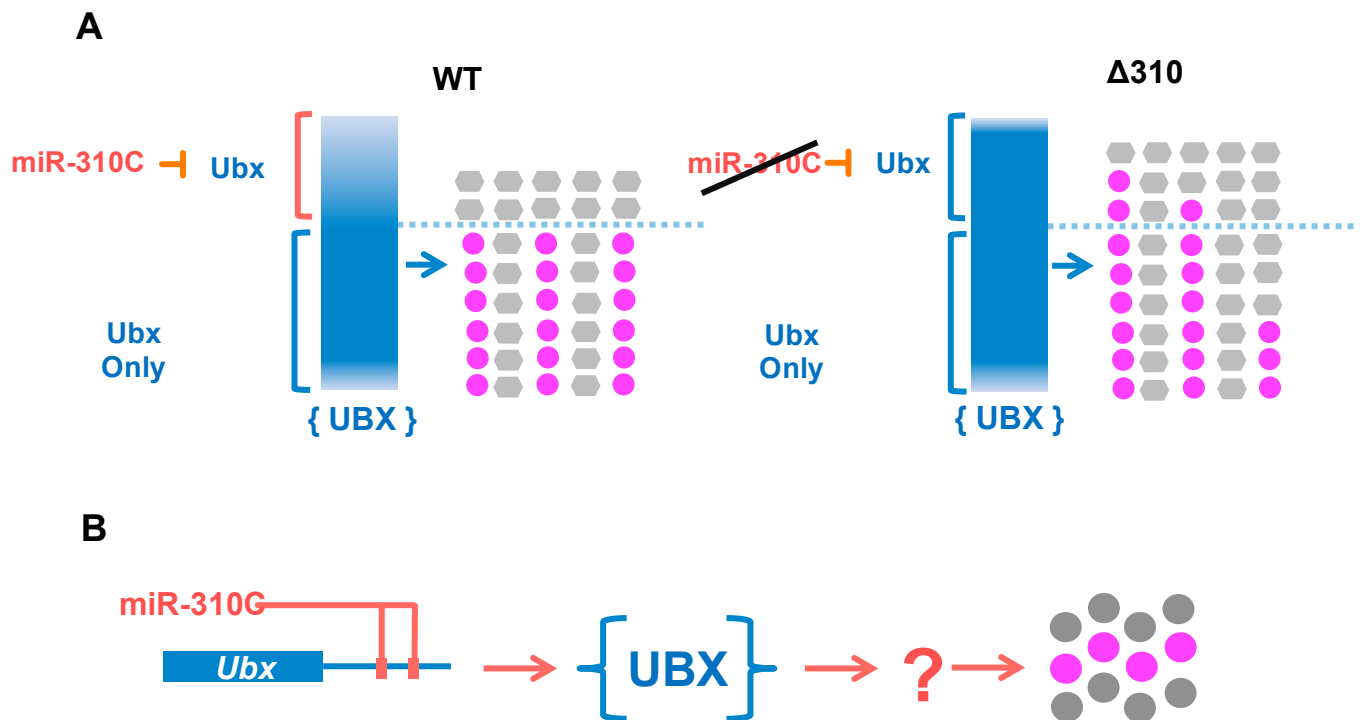 A
WT
Δ310
miR-310C
Ubx
miR-310C
Ubx
Ubx
Only
Ubx
Only
{ UBX }
{ UBX }
B
miR-310C
Ubx
{UBX}
?